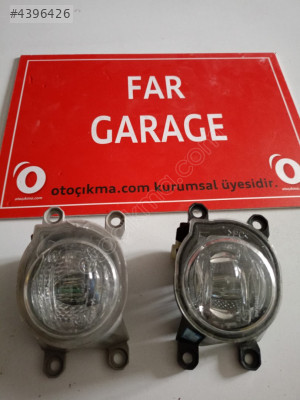 #4396426
FAR
GARAGE
otoçıkma.com kurumsal üyesidir.